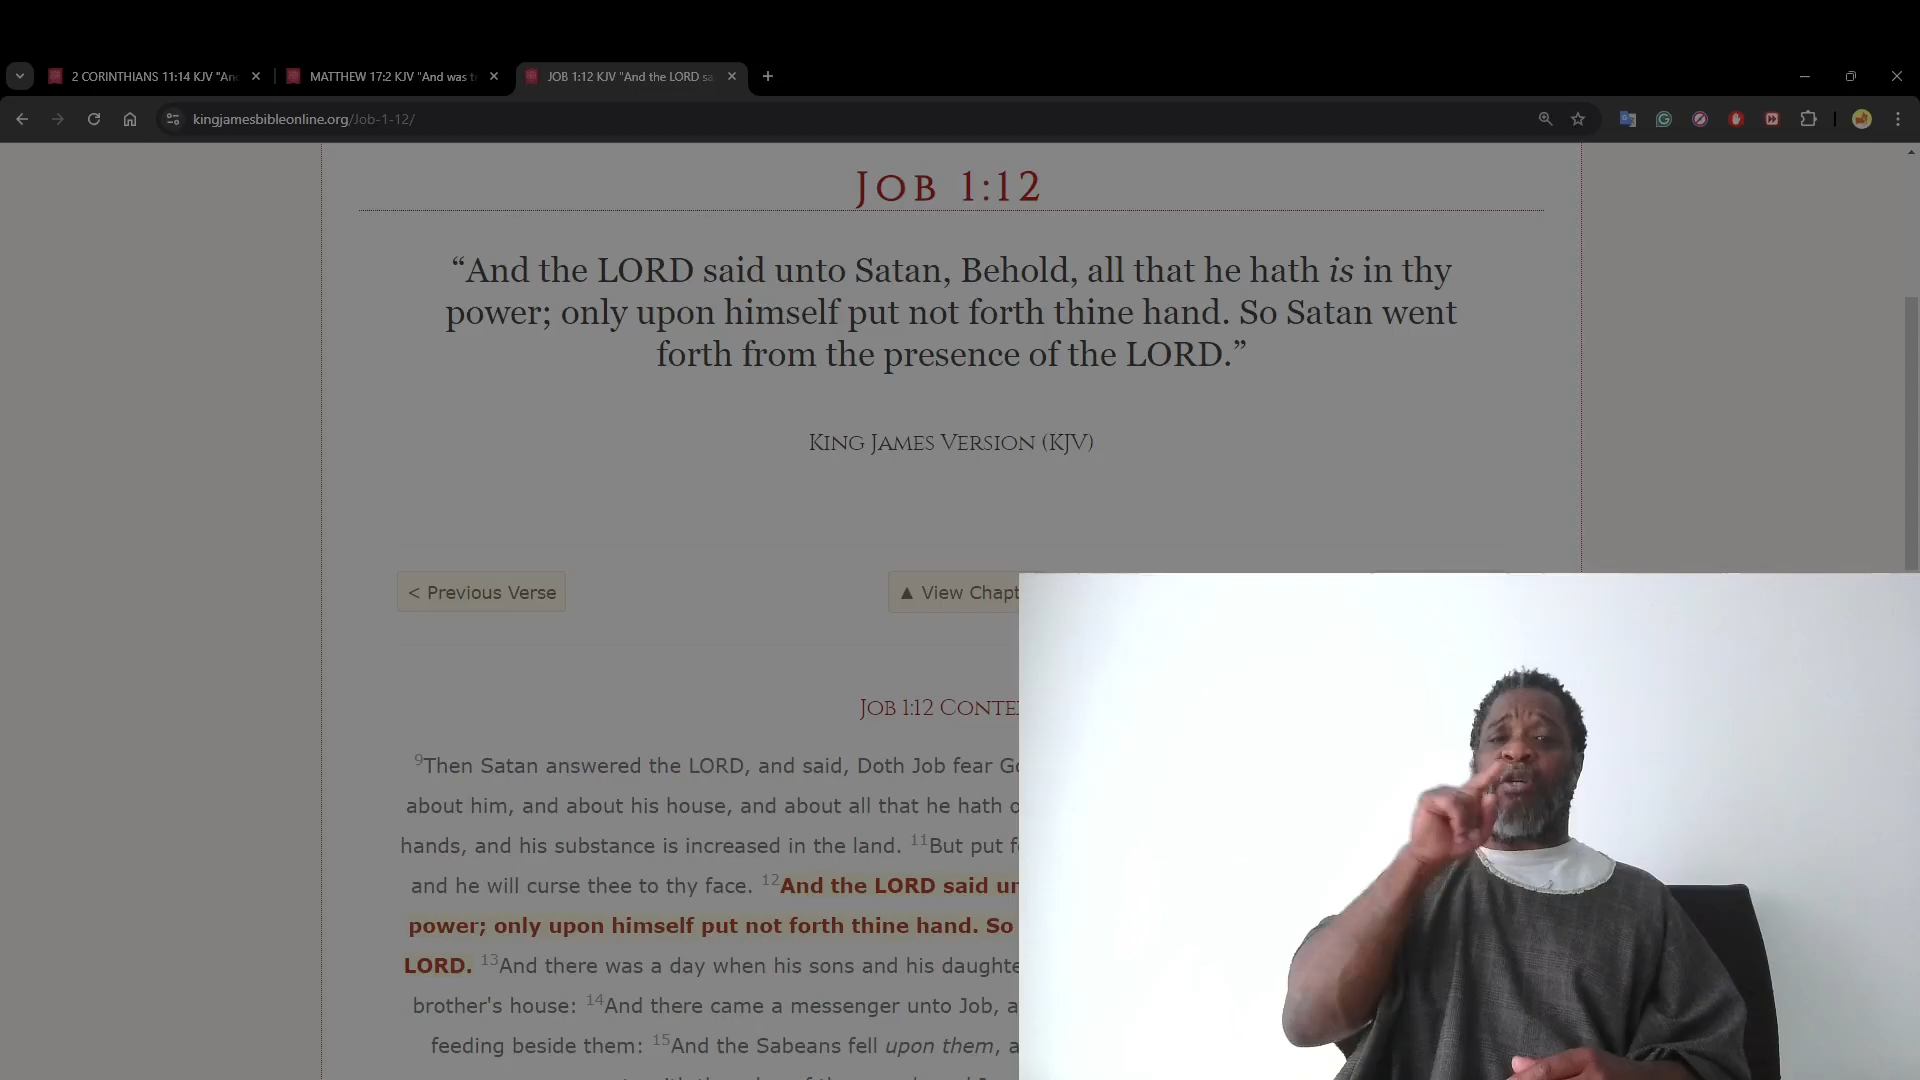 2 CORINTHIANS 11:14 KJV "An
MATTHEW 17:2 KJV "And was t
JOB 1:12 KJV "And the LORD sa
kingjamesbibleonline.org/Job-1-12/
JOB 1:12
“And the LORD said unto Satan, Behold, all that he hath is in thy
power; only upon himself put not forth thine hand. So Satan went
forth from the presence of the LORD.”
KING JAMES VERSION (KJV)
< Previous Verse
▲ View Chapt
JOB 1:12 CONTE
9Then Satan answered the LORD, and said, Doth Job fear Go
about him, and about his house, and about all that he hath o
hands, and his substance is increased in the land. 11But put f
and he will curse thee to thy face. 12And the LORD said un
power; only upon himself put not forth thine hand. So
LORD. 13And there was a day when his sons and his daughte
brother's house: 14And there came a messenger unto Job, a
feeding beside them: 15And the Sabeans fell upon them, a